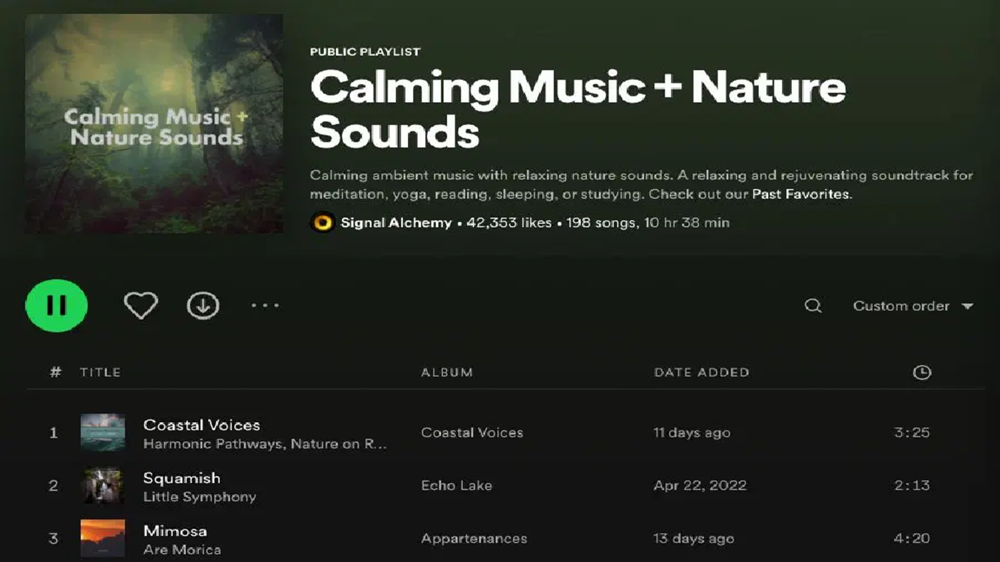 Calming Music +
Nature Sounds
PUBLIC PLAYLIST
Calming Music + Nature
Sounds
Calming ambient music with relaxing nature sounds. A relaxing and rejuvenating soundtrack for
meditation, yoga, reading, sleeping, or studying. Check out our Past Favorites.
Signal Alchemy • 42,353 likes • 198 songs, 10 hr 38 min
Custom order
# TITLE ALBUM DATE ADDED
1 Coastal Voices Coastal Voices 11 days ago 3:25
Harmonic Pathways, Nature on R...
2 Squamish Echo Lake Apr 22, 2022 2:13
Little Symphony
3 Mimosa Appartenances 13 days ago 4:20
Are Morica